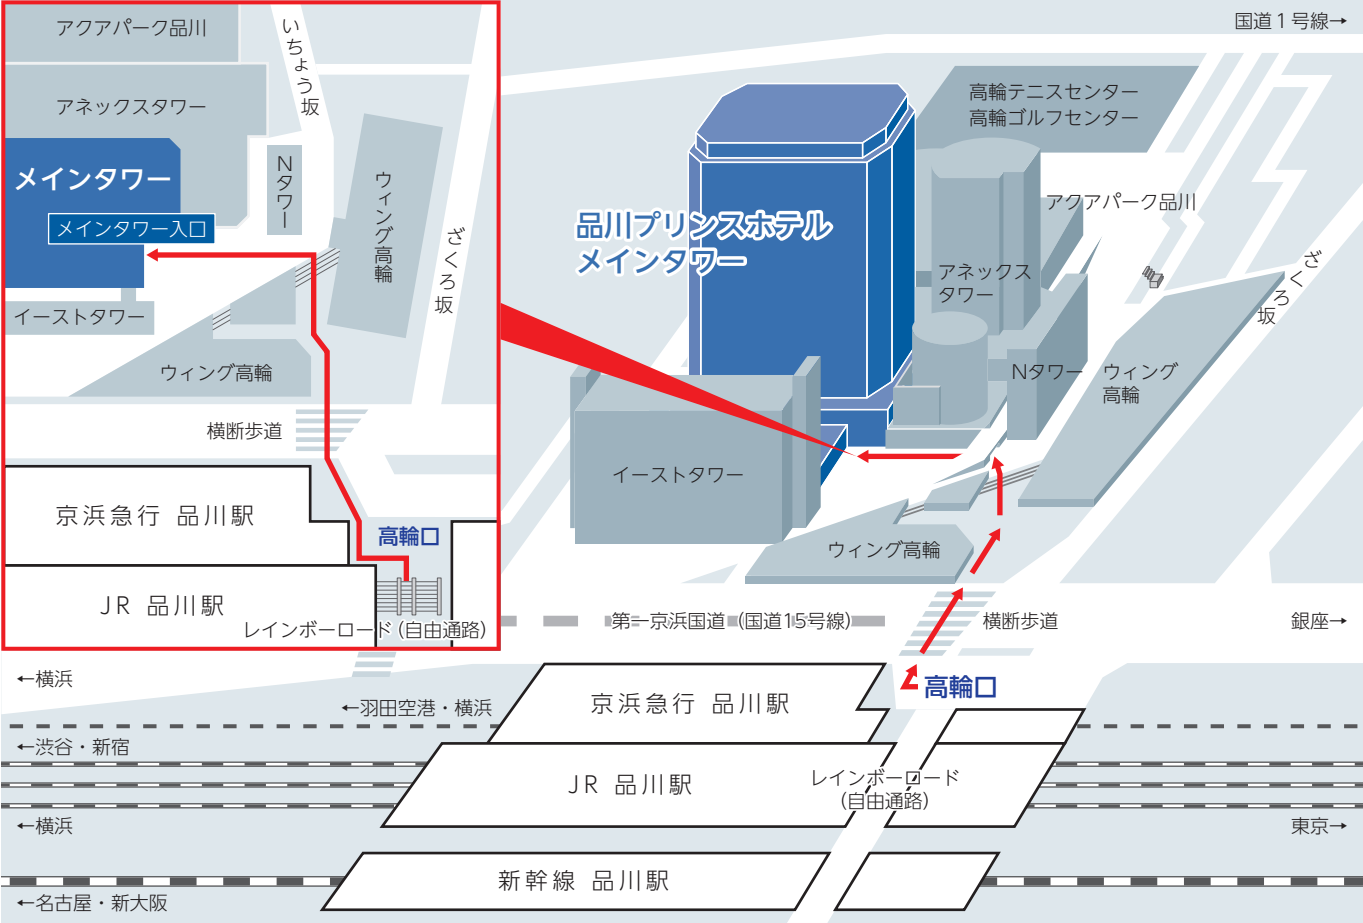 アクアパーク品川
いちょう坂
アネックスタワー
メインタワー
メインタワー入口
Nタワー
ウィング高輪
ざくろ坂
イーストタワー
ウィング高輪
横断歩道
京浜急行 品川駅
高輪口
JR 品川駅
レインボーロード(自由通路)
国道1号線→
高輪テニスセンター
高輪ゴルフセンター
品川プリンスホテル
メインタワー
アクアパーク品川
アネックス
タワー
ざくろ坂
Nタワー
ウィング
高輪
イーストタワー
ウィング高輪
第一京浜国道(国道15号線)
横断歩道
銀座→
←横浜
高輪口
←羽田空港・横浜
京浜急行 品川駅
←渋谷・新宿
JR 品川駅
レインボーロード
(自由通路)
←横浜
東京→
新幹線 品川駅
←名古屋・新大阪